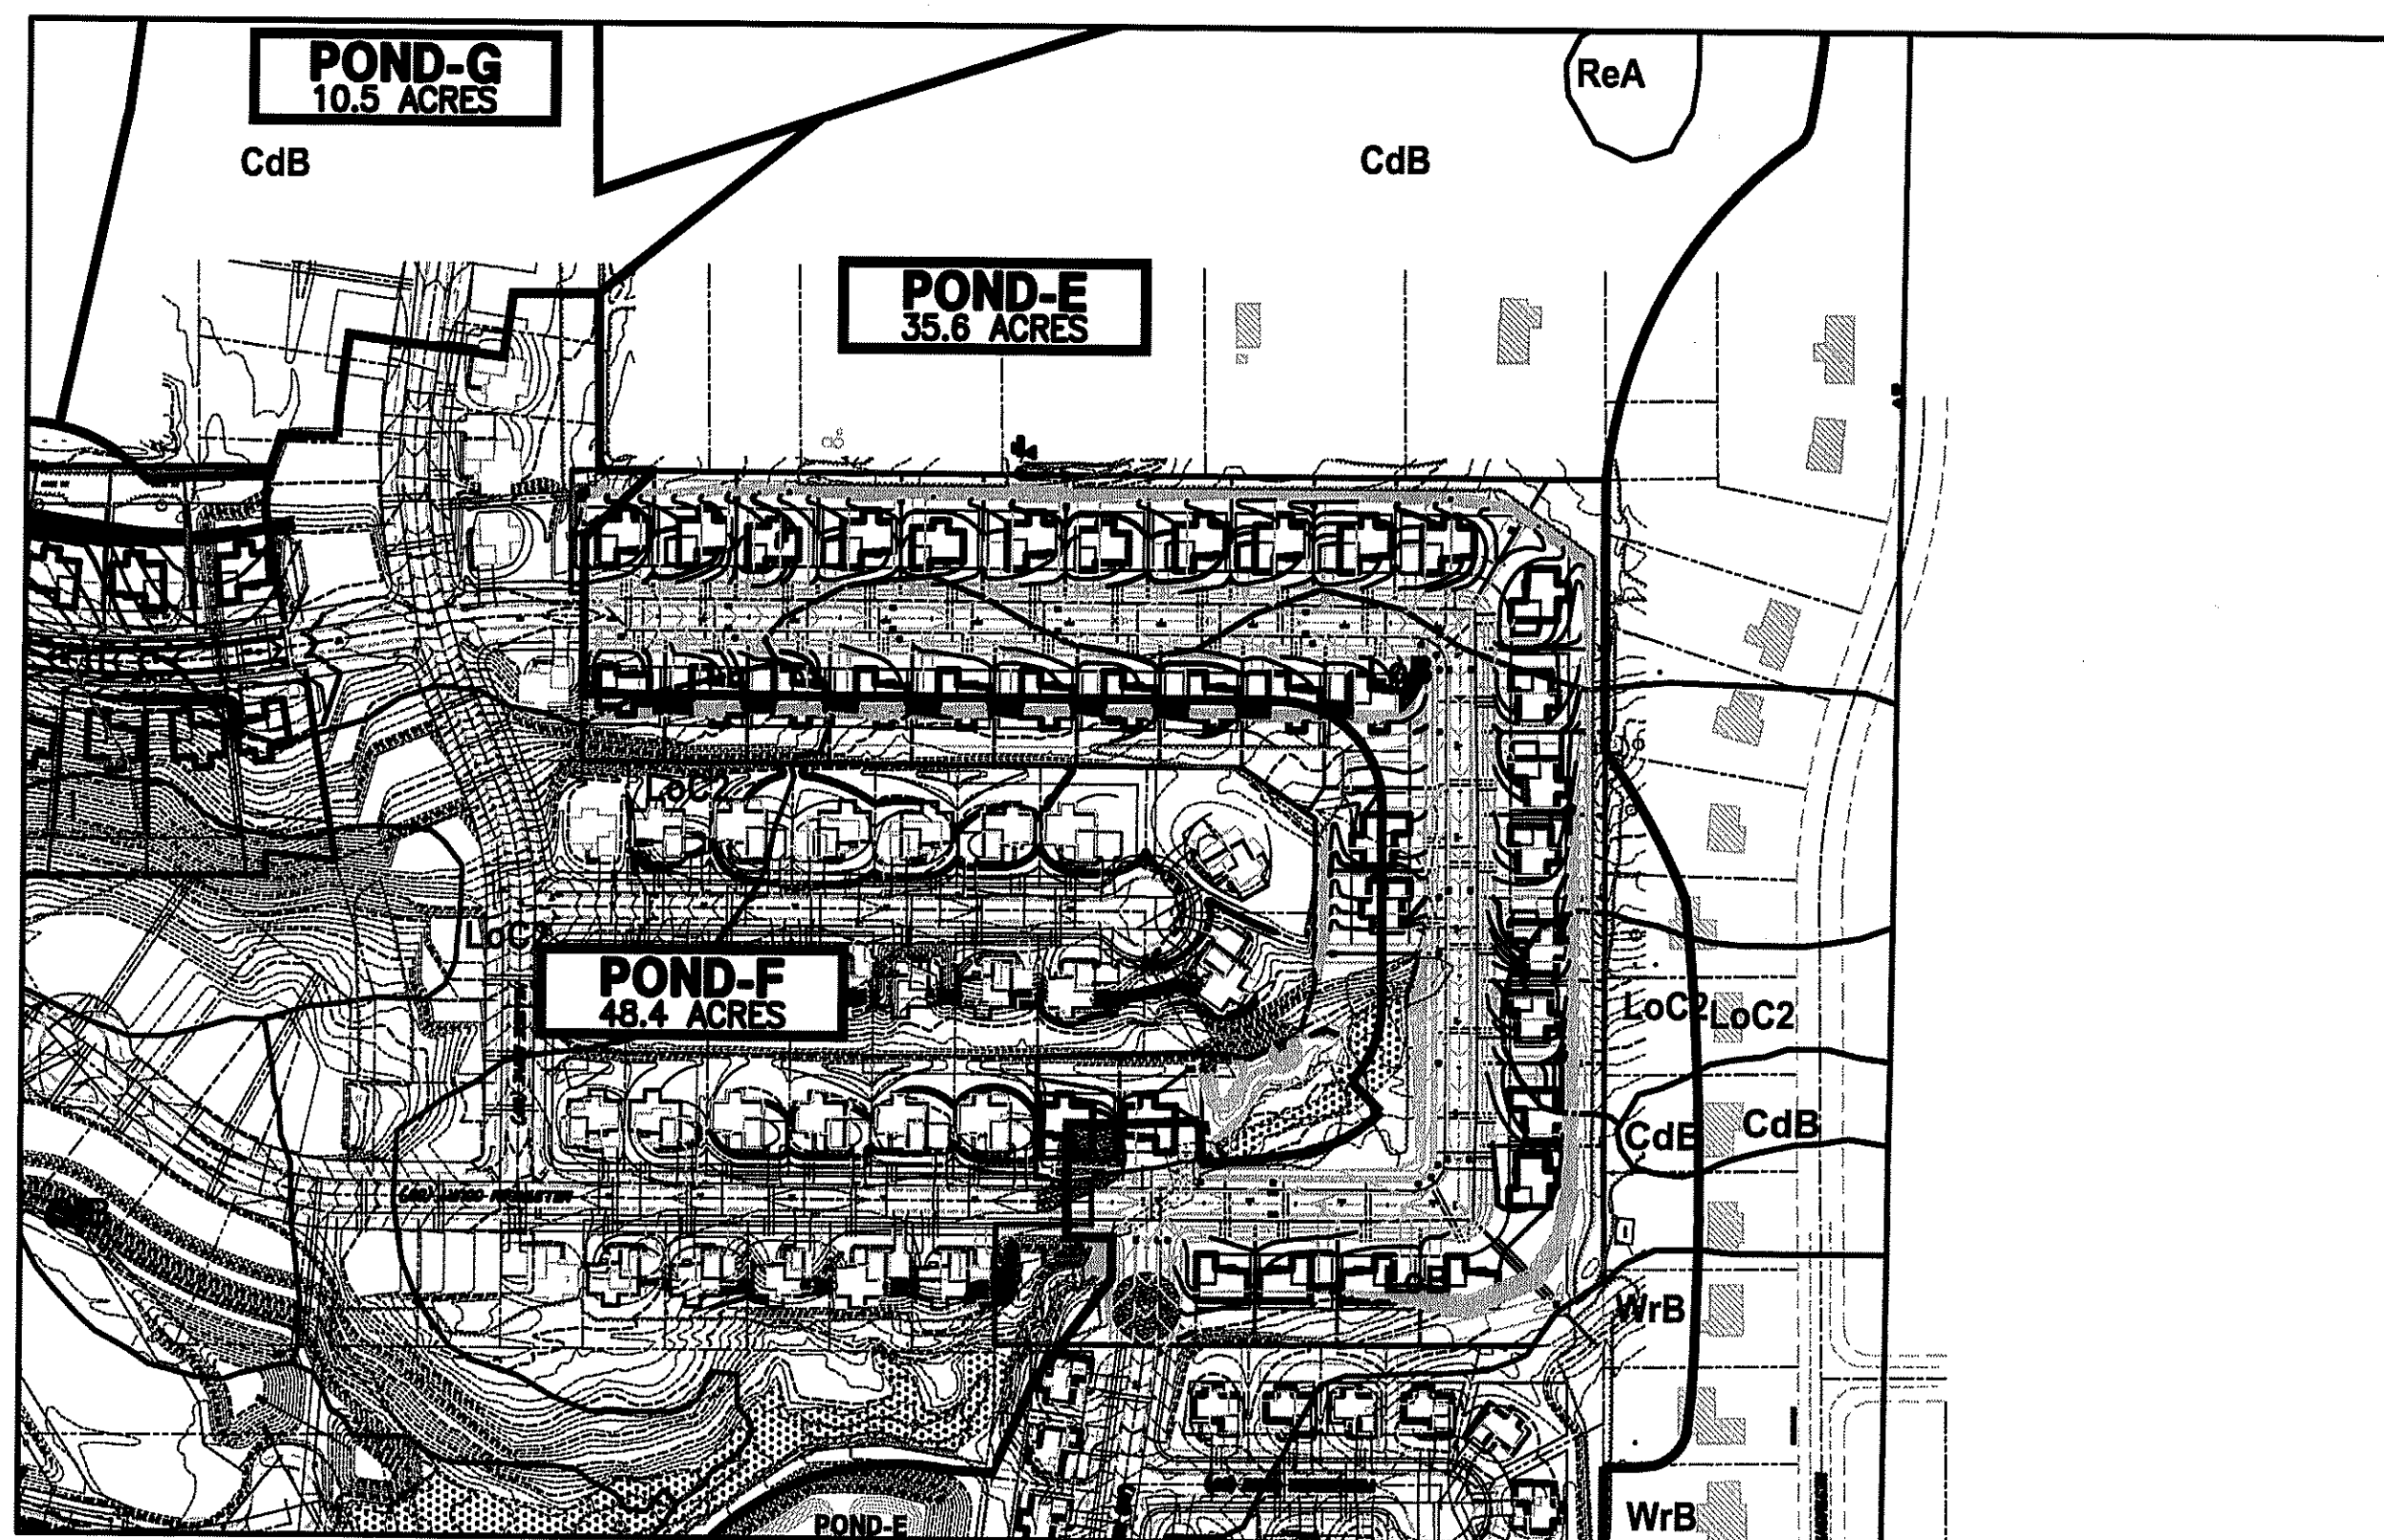 POND-G
10.5 ACRES
ReA
CdB
CdB
POND-E
35.6 ACRES
LoC2
LoC2
POND-F
48.4 ACRES
LoC2
LoC2
CdB
CdB
WrB
POND-E
WrB